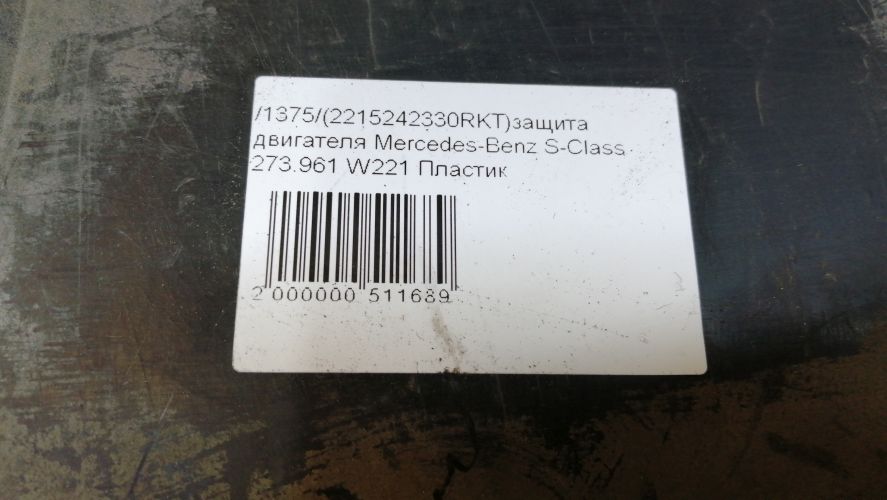 /1375/(2215242330RKT)защита
двигателя Mercedes-Benz S-Class
273.961 W221 Пластик
2 000000 511689